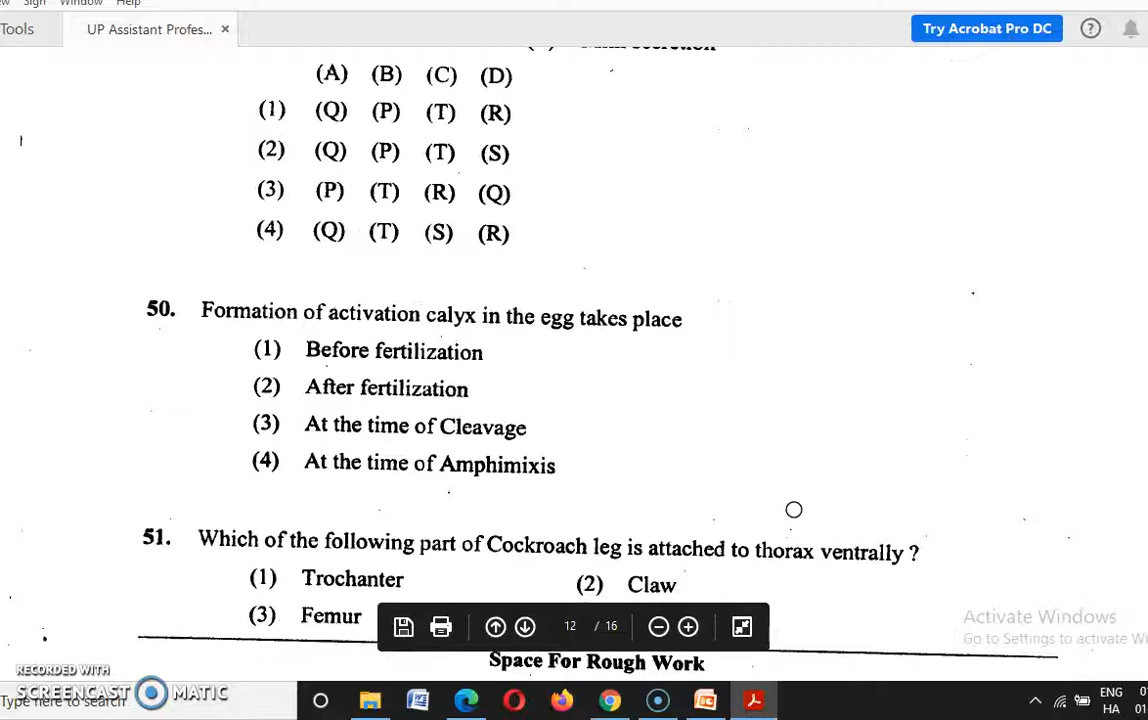 Sign Window Help
Tools
UP Assistant Profes... ×
Try Acrobat Pro DC
?
(A) (B) (C) (D)
(1) (Q) (P) (T) (R)
(2) (Q) (P) (T) (S)
(3) (P) (T) (R) (Q)
(4) (Q) (T) (S) (R)
50. Formation of activation calyx in the egg takes place
(1) Before fertilization
(2) After fertilization
(3) At the time of Cleavage
(4) At the time of Amphimixis
51. Which of the following part of Cockroach leg is attached to thorax ventrally ?
(1) Trochanter (2) Claw
(3) Femur
12 / 16
Activate Windows
Go to Settings to activate Wi
Space For Rough Work
RECORDED WITH
SCREENCAST MATIC
Type here to search
ENG
HA